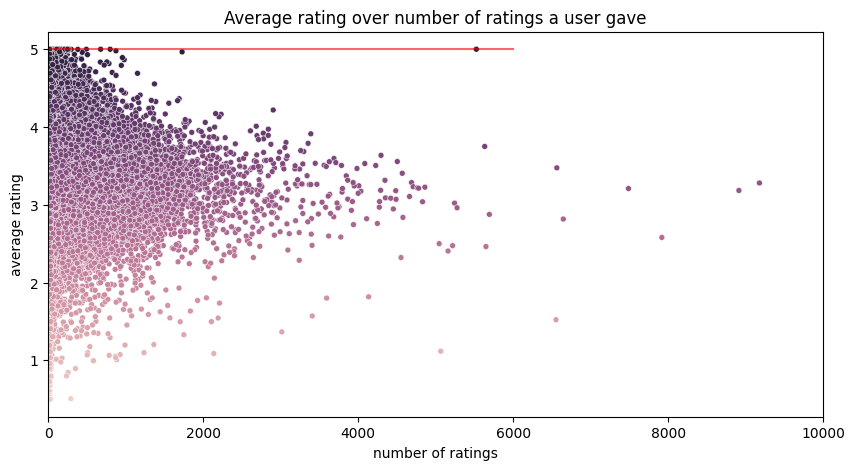 Average rating over number of ratings a user gave
5
4
3
2
1
average rating
0 2000 4000 6000 8000 10000
number of ratings